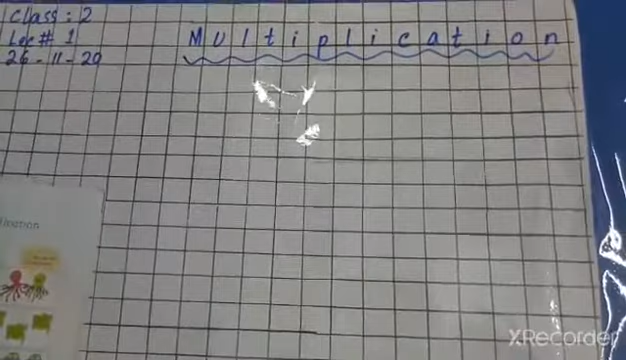 Class: 2
Lec# 1
26-11-20
Multiplication
XRecorder